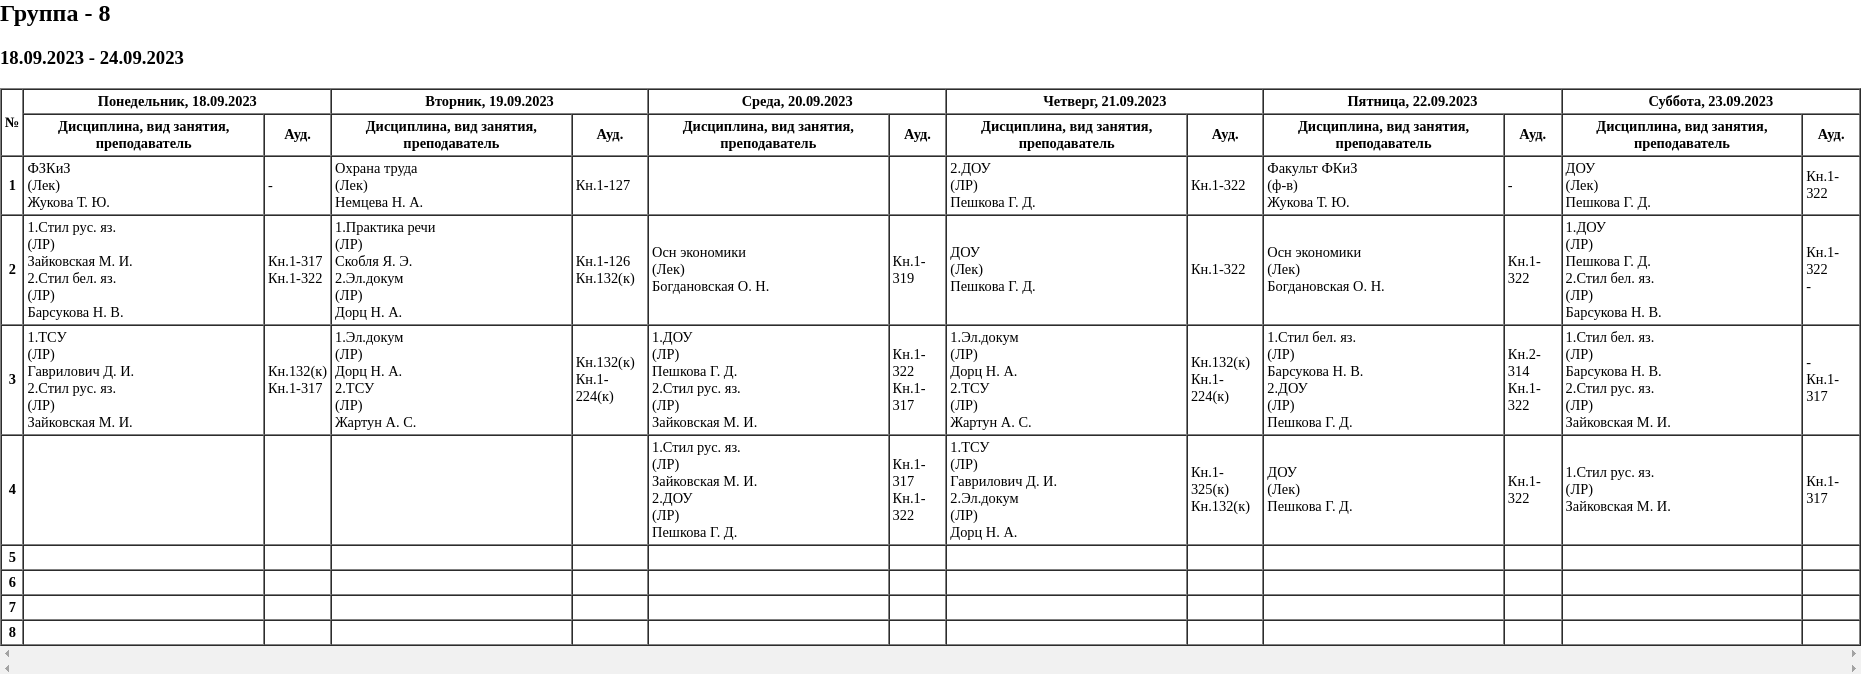 Группа - 8
18.09.2023 - 24.09.2023
№
Понедельник, 18.09.2023
Вторник, 19.09.2023
Среда, 20.09.2023
Четверг, 21.09.2023
Пятница, 22.09.2023
Суббота, 23.09.2023
Дисциплина, вид занятия,
преподаватель
Ауд.
Дисциплина, вид занятия,
преподаватель
Ауд.
Дисциплина, вид занятия,
преподаватель
Ауд.
Дисциплина, вид занятия,
преподаватель
Ауд.
Дисциплина, вид занятия,
преподаватель
Ауд.
Дисциплина, вид занятия,
преподаватель
Ауд.
1
ФЗКиЗ
(Лек)
Жукова Т. Ю.
-
Охрана труда
(Лек)
Немцева Н. А.
Кн.1-127
2.ДОУ
(ЛР)
Пешкова Г. Д.
Кн.1-322
Факульт ФКиЗ
(ф-в)
Жукова Т. Ю.
-
ДОУ
(Лек)
Пешкова Г. Д.
Кн.1-
322
2
1.Стил рус. яз.
(ЛР)
Зайковская М. И.
2.Стил бел. яз.
(ЛР)
Барсукова Н. В.
Кн.1-317
Кн.1-322
1.Практика речи
(ЛР)
Скобля Я. Э.
2.Эл.докум
(ЛР)
Дорц Н. А.
Кн.1-126
Кн.132(к)
Осн экономики
(Лек)
Богдановская О. Н.
Кн.1-
319
ДОУ
(Лек)
Пешкова Г. Д.
Кн.1-322
Осн экономики
(Лек)
Богдановская О. Н.
Кн.1-
322
1.ДОУ
(ЛР)
Пешкова Г. Д.
2.Стил бел. яз.
(ЛР)
Барсукова Н. В.
Кн.1-
322
-
3
1.ТСУ
(ЛР)
Гаврилович Д. И.
2.Стил рус. яз.
(ЛР)
Зайковская М. И.
Кн.132(к)
Кн.1-317
1.Эл.докум
(ЛР)
Дорц Н. А.
2.ТСУ
(ЛР)
Жартун А. С.
Кн.132(к)
Кн.1-
224(к)
1.ДОУ
(ЛР)
Пешкова Г. Д.
2.Стил рус. яз.
(ЛР)
Зайковская М. И.
Кн.1-
322
Кн.1-
317
1.Эл.докум
(ЛР)
Дорц Н. А.
2.ТСУ
(ЛР)
Жартун А. С.
Кн.132(к)
Кн.1-
224(к)
1.Стил бел. яз.
(ЛР)
Барсукова Н. В.
2.ДОУ
(ЛР)
Пешкова Г. Д.
Кн.2-
314
Кн.1-
322
1.Стил бел. яз.
(ЛР)
Барсукова Н. В.
2.Стил рус. яз.
(ЛР)
Зайковская М. И.
-
Кн.1-
317
4
1.Стил рус. яз.
(ЛР)
Зайковская М. И.
2.ДОУ
(ЛР)
Пешкова Г. Д.
Кн.1-
317
Кн.1-
322
1.ТСУ
(ЛР)
Гаврилович Д. И.
2.Эл.докум
(ЛР)
Дорц Н. А.
Кн.1-
325(к)
Кн.132(к)
ДОУ
(Лек)
Пешкова Г. Д.
Кн.1-
322
1.Стил рус. яз.
(ЛР)
Зайковская М. И.
Кн.1-
317
5
6
7
8